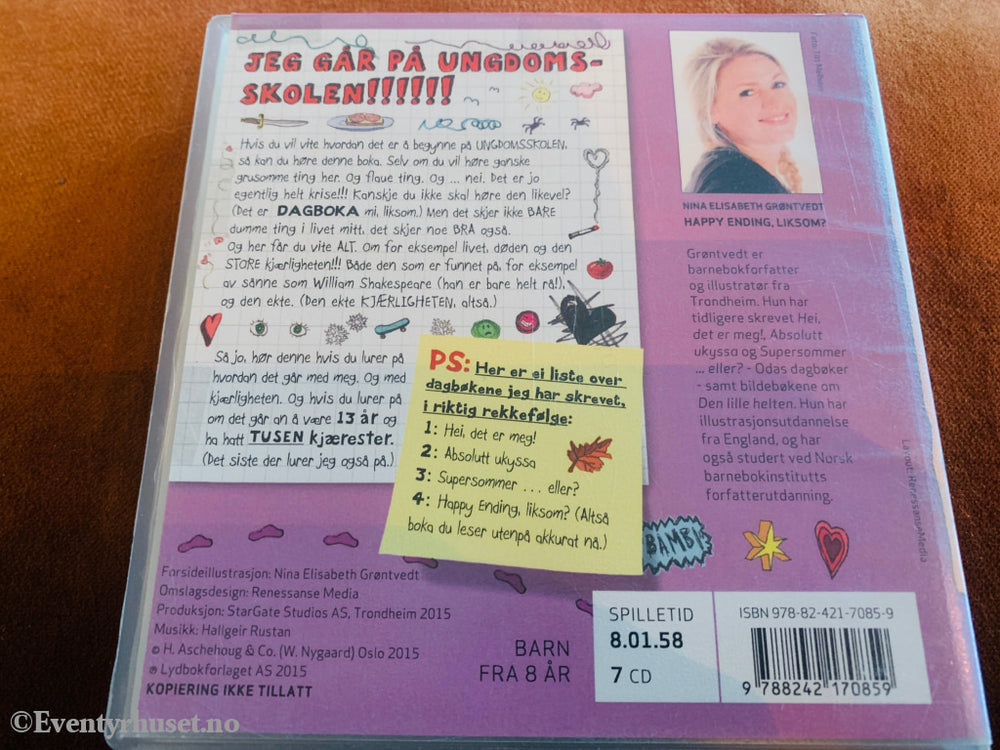 JEG GÅR PÅ UNGDOMS-
SKOLEN!!!!!!
Hvis du vil vite hvordan det er å begynne på UNGDOMSSKOLEN,
så kan du høre denne boka. Selv om du vil høre ganske
grusomme ting her. Og flaue ting. Og ... nei. Det er jo
egentlig helt krise!!! Kanskje du ikke skal høre den likevel?
(Det er DAGBOKA mi, liksom.) Men det skjer ikke BARE
dumme ting i livet mitt, det skjer noe BRA også.
Og her får du vite ALT. Om for eksempel livet, døden og den
STORE kjærligheten!!! Både den som er funnet på, for eksempel
av sånne som William Shakespeare (han er bare helt rå!),
og den ekte. (Den ekte KJÆRLIGHETEN, altså.)
Så jo, hør denne hvis du lurer på
hvordan det går med meg. Og med
kjærligheten. Og hvis du lurer på
om det går an å være 13 år og
ha hatt TUSEN kjærester.
(Det siste der lurer jeg også på.)
PS: Her er ei liste over
dagbøkene jeg har skrevet,
i riktig rekkefølge:
1: Hei, det er meg!
2: Absolutt ukyssa
3: Supersommer ... eller?
4: Happy Ending, liksom? (Altså
boka du leser utenpå akkurat nå.)
BAMBI
NINA ELISABETH GRØNTVEDT
HAPPY ENDING, LIKSOM?
Grøntvedt er
barnebokforfatter
og illustratør fra
Trondheim. Hun har
tidligere skrevet Hei,
det er meg!, Absolutt
ukyssa og Supersommer
... eller? - Odas dagbøker
- samt bildebøkene om
Den lille helten. Hun har
illustrasjonsutdannelse
fra England, og har
også studert ved Norsk
barnebokinstitutts
forfatterutdanning.
Layout: RenessanseMedia
Forsideillustrasjon: Nina Elisabeth Grøntvedt
Omslagsdesign: Renessanse Media
Produksjon: StarGate Studios AS, Trondheim 2015
Musikk: Hallgeir Rustan
© H. Aschehoug & Co. (W. Nygaard) Oslo 2015
℗ Lydbokforlaget AS 2015
KOPIERING IKKE TILLATT
BARN
FRA 8 ÅR
SPILLETID
8.01.58
7 CD
ISBN 978-82-421-7085-9
9 788242 170859
©Eventyrhuset.no